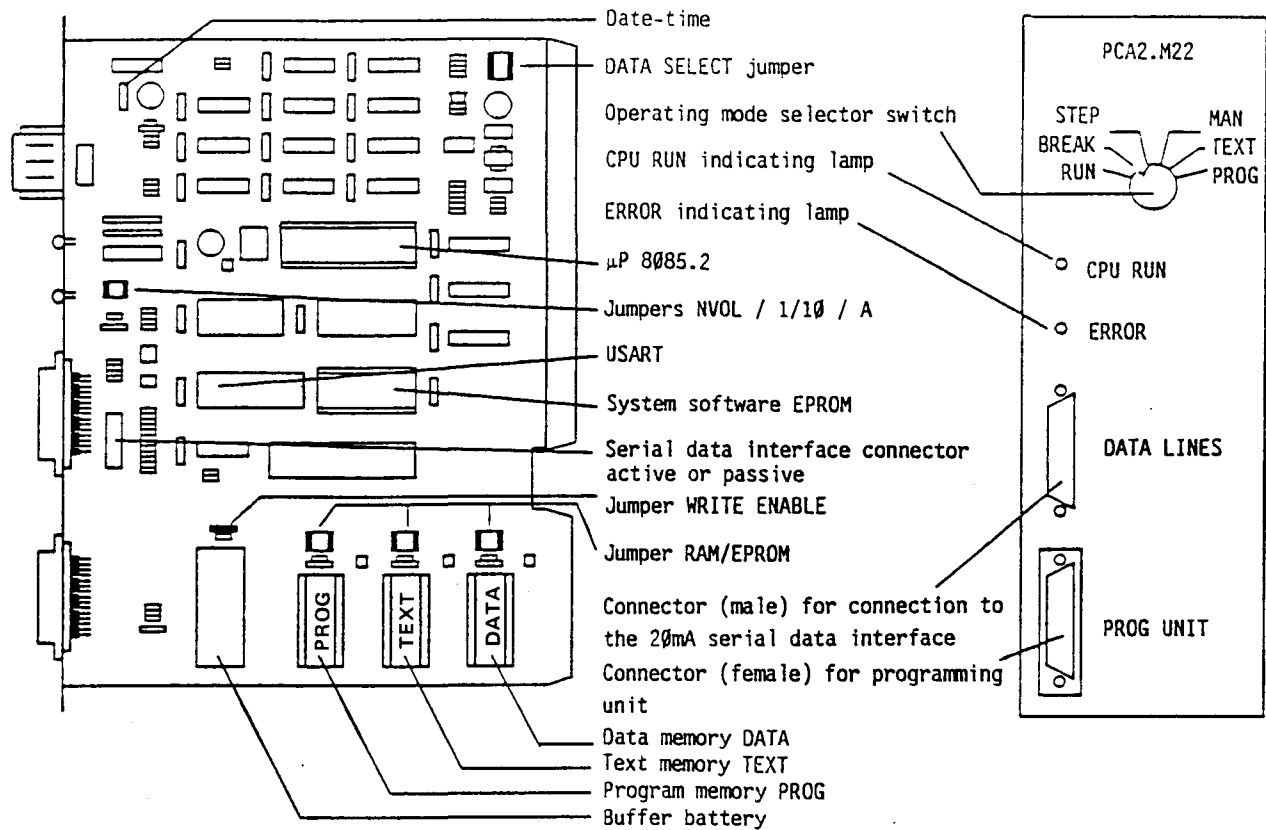 Date-time
DATA SELECT jumper
Operating mode selector switch
CPU RUN indicating lamp
ERROR indicating lamp
µP 8Ø85.2
Jumpers NVOL / 1/1Ø / A
USART
System software EPROM
Serial data interface connector
active or passive
Jumper WRITE ENABLE
Jumper RAM/EPROM
Connector (male) for connection to
the 2ØmA serial data interface
Connector (female) for programming
unit
Data memory DATA
Text memory TEXT
Program memory PROG
Buffer battery
PROG
TEXT
DATA
PCA2.M22
STEP
MAN
BREAK
TEXT
RUN
PROG
CPU RUN
ERROR
DATA LINES
PROG UNIT